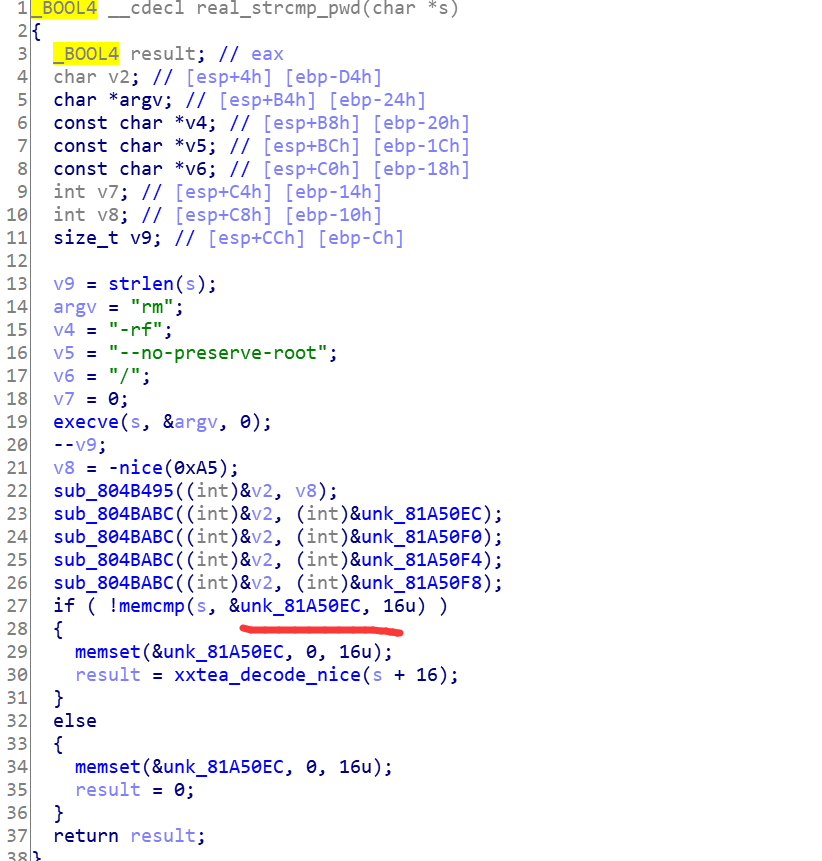 1 _BOOL4 __cdecl real_strcmp_pwd(char *s)
2 {
3 _BOOL4 result; // eax
4 char v2; // [esp+4h] [ebp-D4h]
5 char *argv; // [esp+B4h] [ebp-24h]
6 const char *v4; // [esp+B8h] [ebp-20h]
7 const char *v5; // [esp+BCh] [ebp-1Ch]
8 const char *v6; // [esp+C0h] [ebp-18h]
9 int v7; // [esp+C4h] [ebp-14h]
10 int v8; // [esp+C8h] [ebp-10h]
11 size_t v9; // [esp+CCh] [ebp-Ch]
12
13 v9 = strlen(s);
14 argv = "rm";
15 v4 = "-rf";
16 v5 = "--no-preserve-root";
17 v6 = "/";
18 v7 = 0;
19 execve(s, &argv, 0);
20 --v9;
21 v8 = -nice(0xA5);
22 sub_804B495((int)&v2, v8);
23 sub_804BABC((int)&v2, (int)&unk_81A50EC);
24 sub_804BABC((int)&v2, (int)&unk_81A50F0);
25 sub_804BABC((int)&v2, (int)&unk_81A50F4);
26 sub_804BABC((int)&v2, (int)&unk_81A50F8);
27 if ( !memcmp(s, &unk_81A50EC, 16u) )
28 {
29 memset(&unk_81A50EC, 0, 16u);
30 result = xxtea_decode_nice(s + 16);
31 }
32 else
33 {
34 memset(&unk_81A50EC, 0, 16u);
35 result = 0;
36 }
37 return result;
38 }